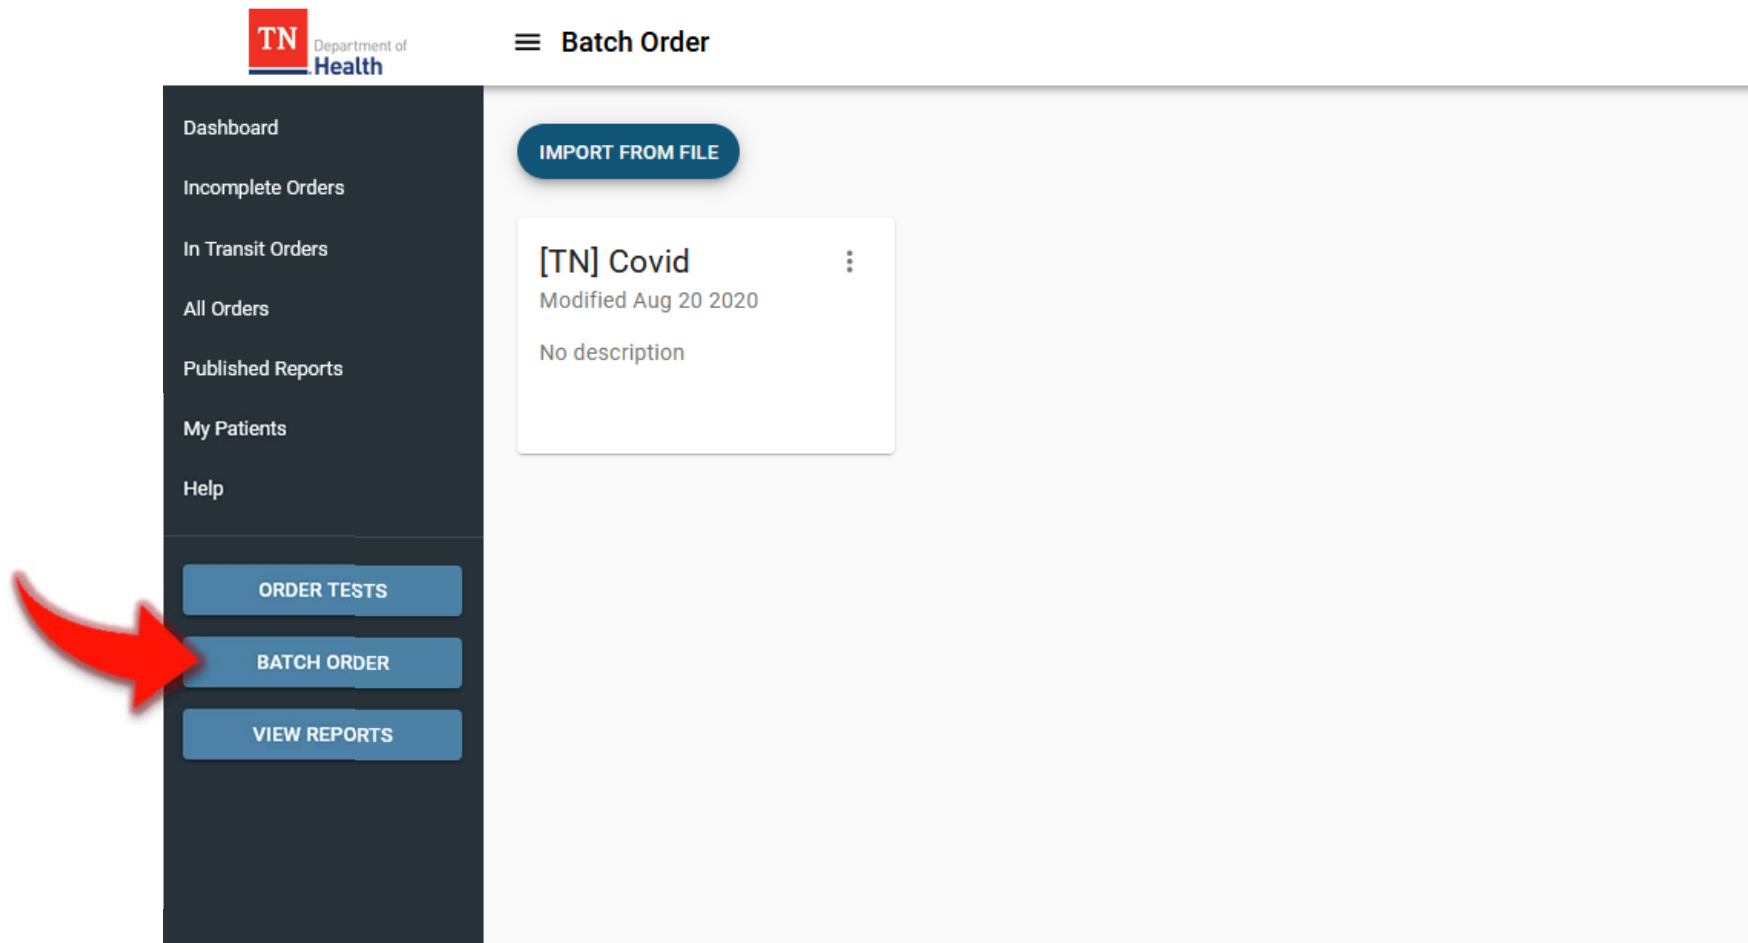 TN
Department of
Health
Batch Order
Dashboard
Incomplete Orders
In Transit Orders
All Orders
Published Reports
My Patients
Help
ORDER TESTS
BATCH ORDER
VIEW REPORTS
IMPORT FROM FILE
[TN] Covid
Modified Aug 20 2020
No description